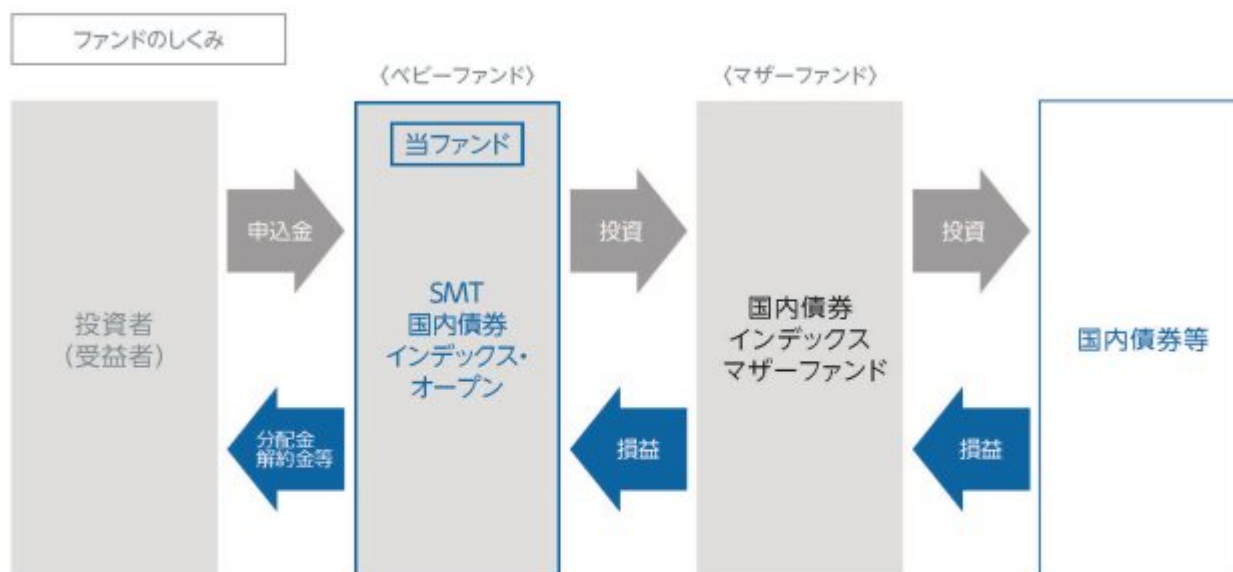 ファンドのしくみ
〈ベビーファンド〉
〈マザーファンド〉
当ファンド
申込金
投資
投資
投資者
(受益者)
SMT
国内債券
インデックス・
オープン
国内債券
インデックス
マザーファンド
国内債券等
分配金
解約金等
損益
損益